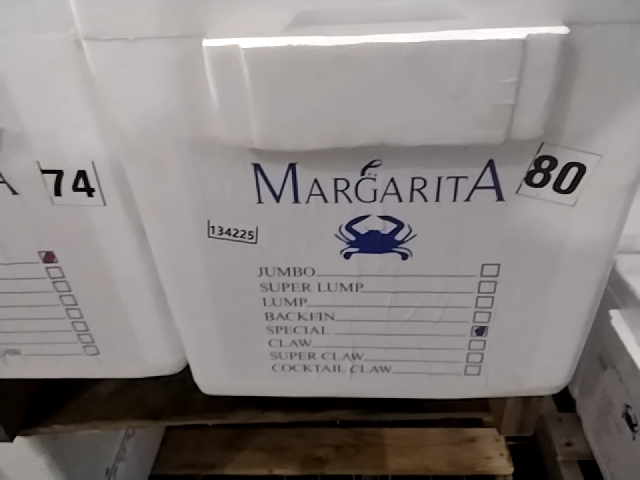 74
MARGARITA
80
134225
JUMBO
SUPER LUMP
LUMP
BACKFIN
SPECIAL
CLAW
SUPER CLAW
COCKTAIL CLAW